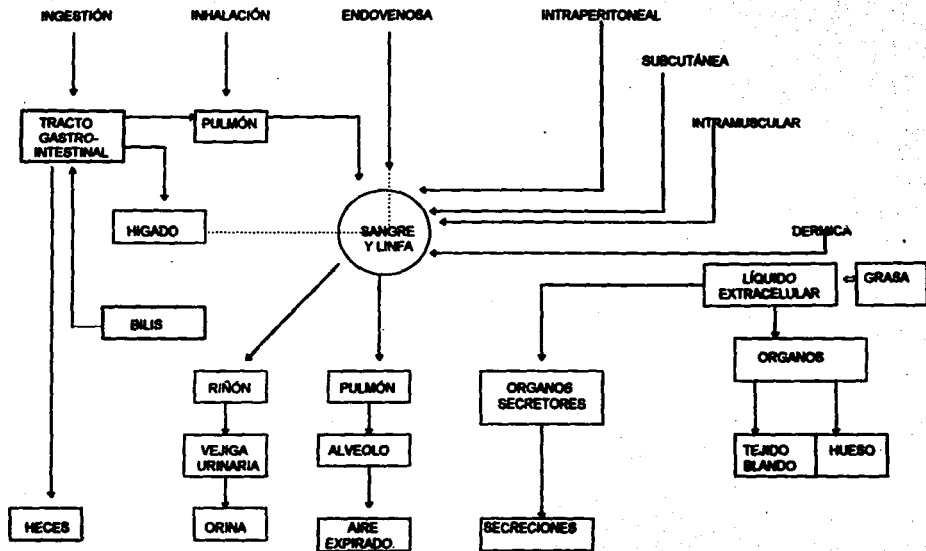 INGESTIÓN
INHALACIÓN
ENDOVENOSA
INTRAPERITONEAL
SUBCUTÁNEA
TRACTO
GASTRO-
INTESTINAL
PULMÓN
INTRAMUSCULAR
HIGADO
SANGRE
Y LINFA
DERMICA
LÍQUIDO
EXTRACELULAR
GRASA
BILIS
ORGANOS
RIÑÓN
PULMÓN
ORGANOS
SECRETORES
VEJIGA
URINARIA
ALVEOLO
TEJIDO
BLANDO
HUESO
HECES
ORINA
AIRE
EXPIRADO.
SECRECIONES